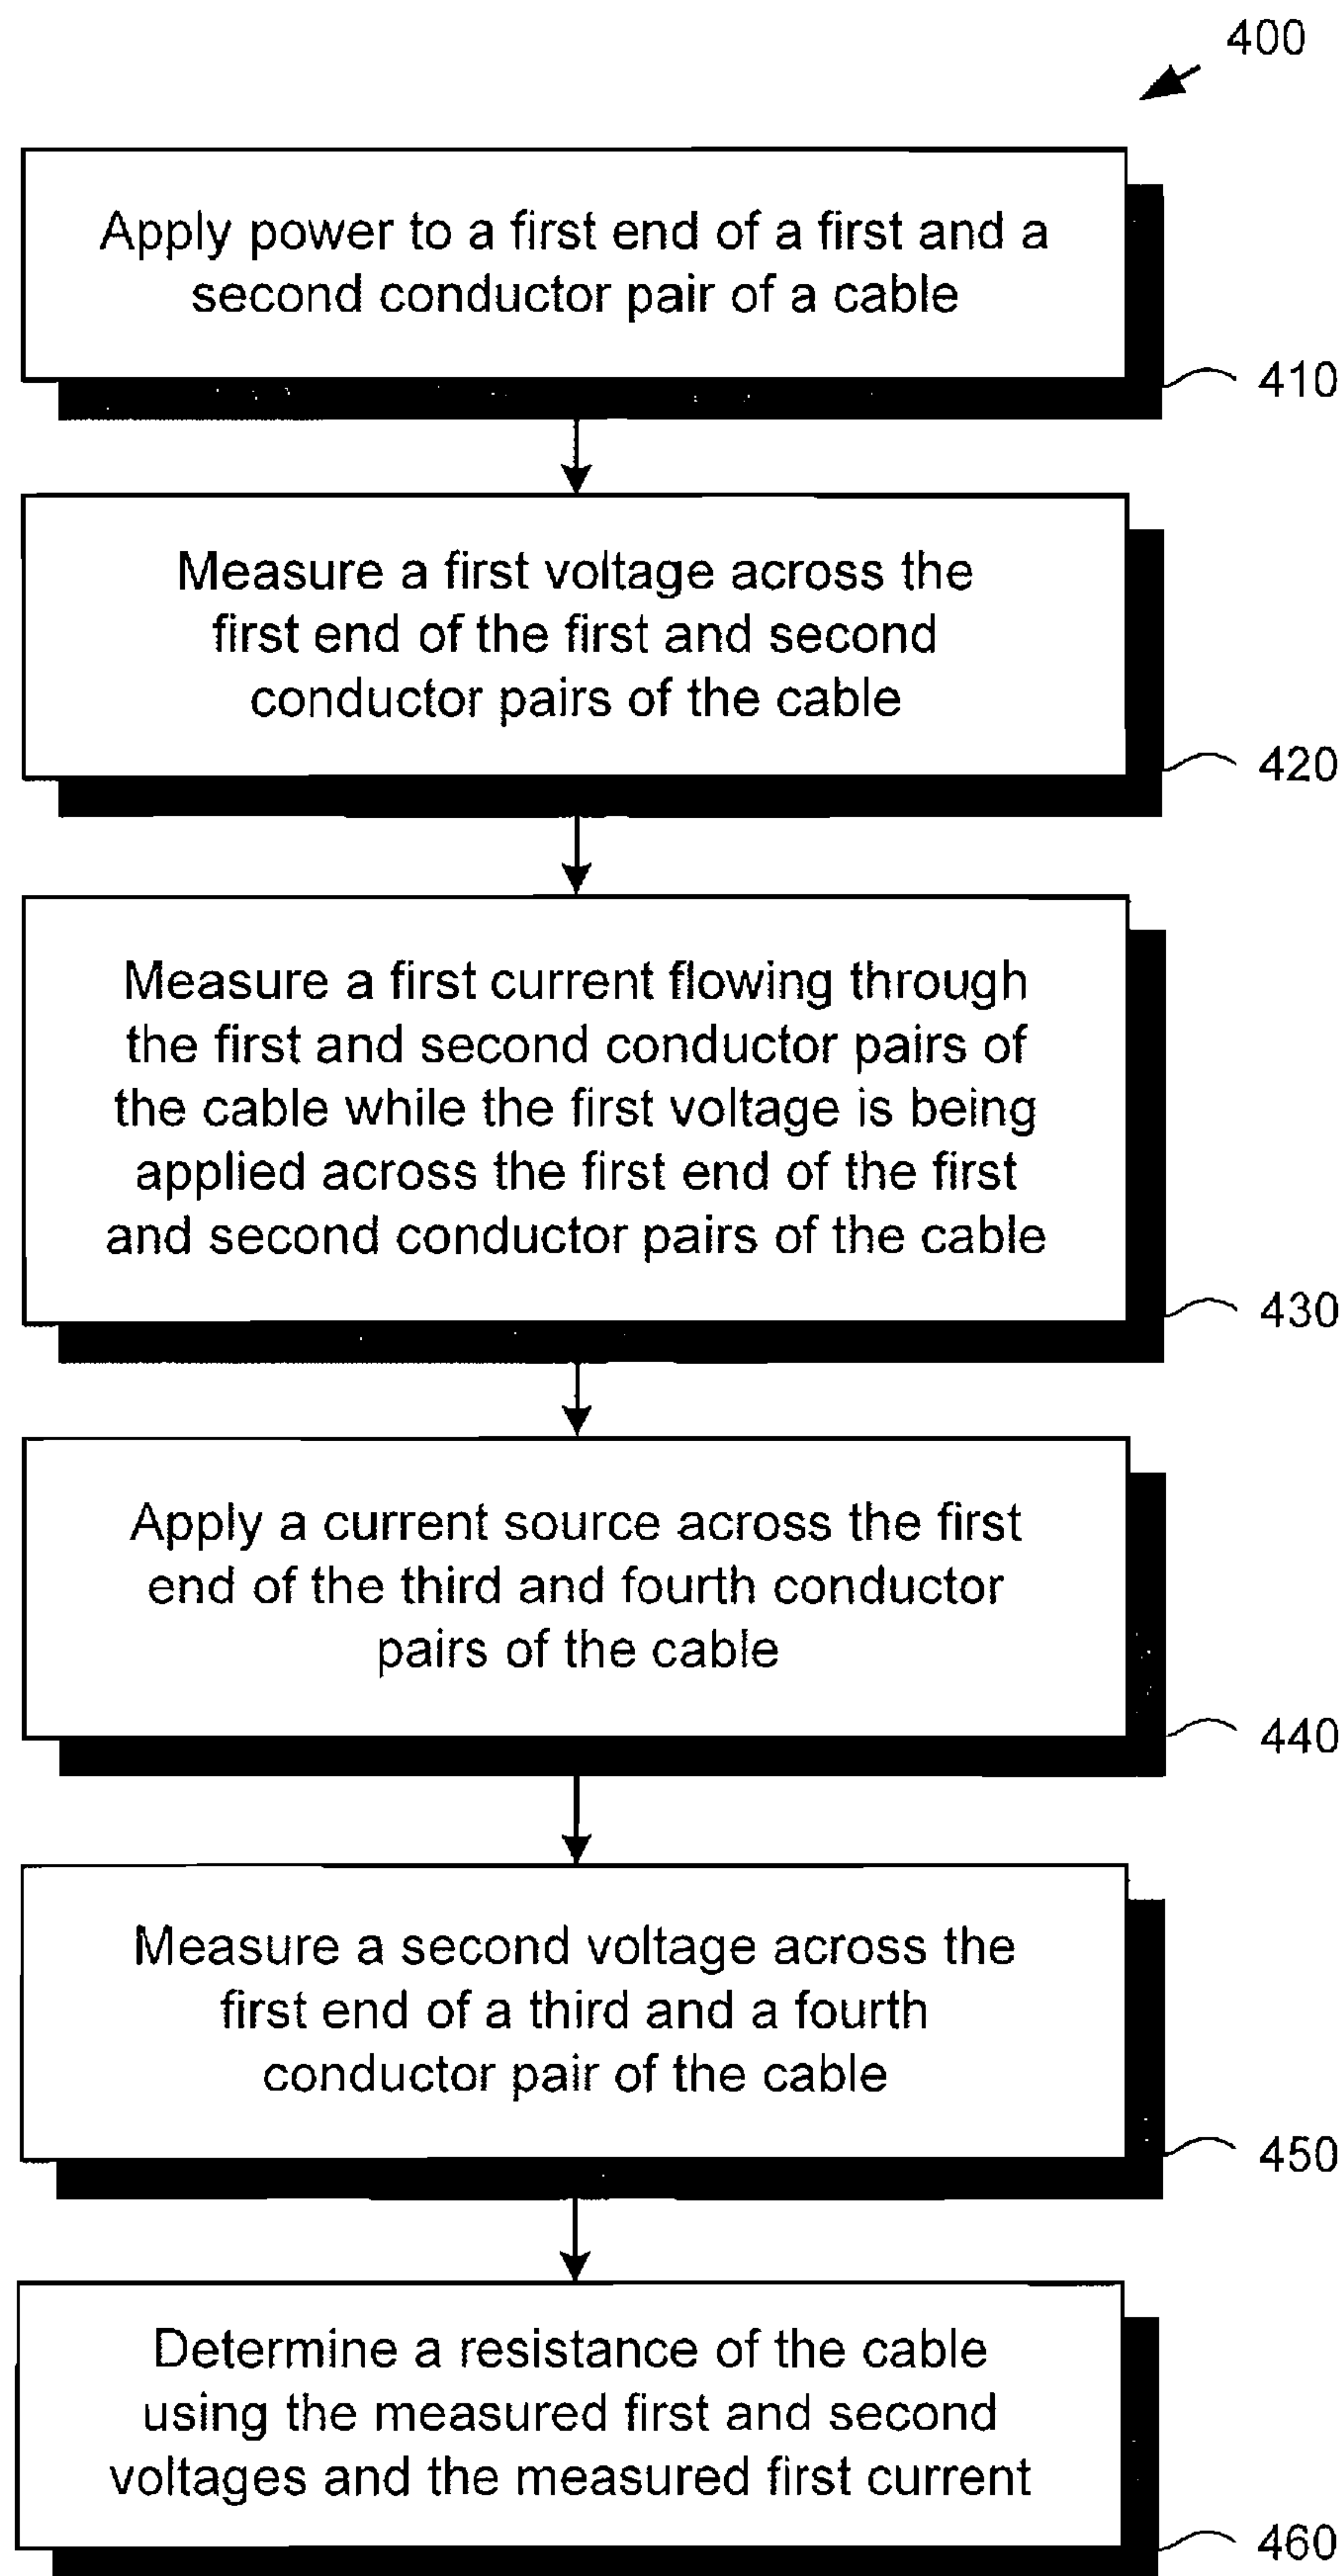 400
Apply power to a first end of a first and a
second conductor pair of a cable
410
Measure a first voltage across the
first end of the first and second
conductor pairs of the cable
420
Measure a first current flowing through
the first and second conductor pairs of
the cable while the first voltage is being
applied across the first end of the first
and second conductor pairs of the cable
430
Apply a current source across the first
end of the third and fourth conductor
pairs of the cable
440
Measure a second voltage across the
first end of a third and a fourth
conductor pair of the cable
450
Determine a resistance of the cable
using the measured first and second
voltages and the measured first current
460